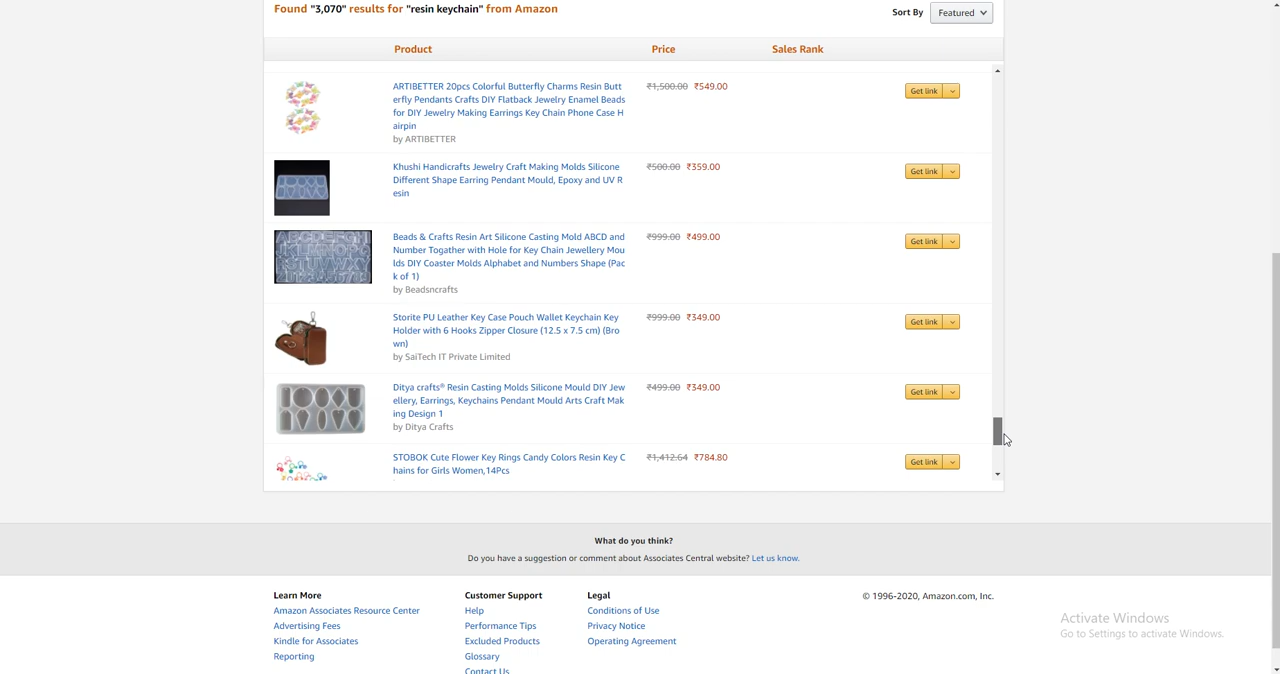 Found "3,070" results for "resin keychain" from Amazon
Sort By Featured
Product Price Sales Rank
ARTIBETTER 20pcs Colorful Butterfly Charms Resin Butt
erfly Pendants Crafts DIY Flatback Jewelry Enamel Beads
for DIY Jewelry Making Earrings Key Chain Phone Case H
airpin
by ARTIBETTER
₹1,500.00 ₹549.00
Get link
Khushi Handicrafts Jewelry Craft Making Molds Silicone
Different Shape Earring Pendant Mould, Epoxy and UV R
esin
₹500.00 ₹359.00
Get link
Beads & Crafts Resin Art Silicone Casting Mold ABCD and
Number Togather with Hole for Key Chain Jewellery Mou
lds DIY Coaster Molds Alphabet and Numbers Shape (Pac
k of 1)
by Beadsncrafts
₹999.00 ₹499.00
Get link
Storite PU Leather Key Case Pouch Wallet Keychain Key
Holder with 6 Hooks Zipper Closure (12.5 x 7.5 cm) (Bro
wn)
by SaiTech IT Private Limited
₹999.00 ₹349.00
Get link
Ditya crafts® Resin Casting Molds Silicone Mould DIY Jew
ellery, Earrings, Keychains Pendant Mould Arts Craft Mak
ing Design 1
by Ditya Crafts
₹499.00 ₹349.00
Get link
STOBOK Cute Flower Key Rings Candy Colors Resin Key C
hains for Girls Women,14Pcs
₹1,412.64 ₹784.80
Get link
What do you think?
Do you have a suggestion or comment about Associates Central website? Let us know.
Learn More
Amazon Associates Resource Center
Advertising Fees
Kindle for Associates
Reporting
Customer Support
Help
Performance Tips
Excluded Products
Glossary
Contact Us
Legal
Conditions of Use
Privacy Notice
Operating Agreement
© 1996-2020, Amazon.com, Inc.
Activate Windows
Go to Settings to activate Windows.